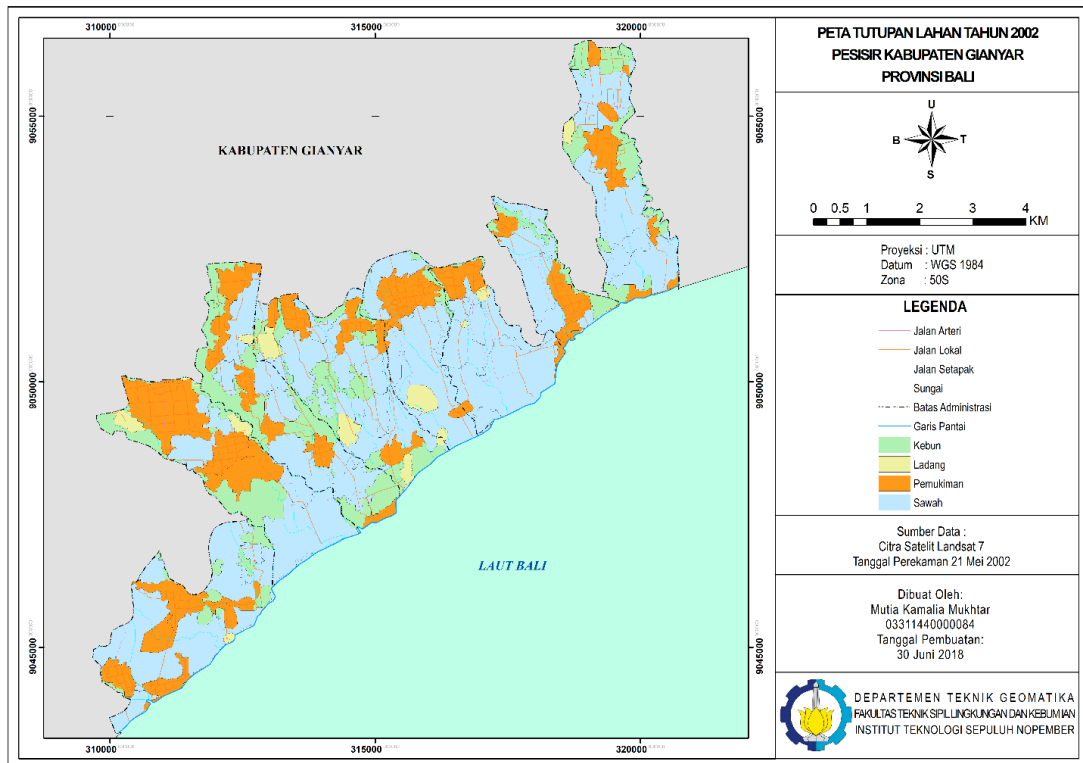 310000
315000
320000
9055000
9055000
KABUPATEN GIANYAR
9050000
9050000
LAUT BALI
9045000
9045000
310000
315000
320000
PETA TUTUPAN LAHAN TAHUN 2002
PESISIR KABUPATEN GIANYAR
PROVINSI BALI
U
B T
S
0 0.5 1 2 3 4
KM
Proyeksi : UTM
Datum : WGS 1984
Zona : 50S
LEGENDA
Jalan Arteri
Jalan Lokal
Jalan Setapak
Sungai
Batas Administrasi
Garis Pantai
Kebun
Ladang
Pemukiman
Sawah
Sumber Data :
Citra Satelit Landsat 7
Tanggal Perekaman 21 Mei 2002
Dibuat Oleh:
Mutia Kamalia Mukhtar
03311440000084
Tanggal Pembuatan:
30 Juni 2018
DEPARTEMEN TEKNIK GEOMATIKA
FAKULTAS TEKNIK SIPIL LINGKUNGAN DAN KEBUMIAN
INSTITUT TEKNOLOGI SEPULUH NOPEMBER